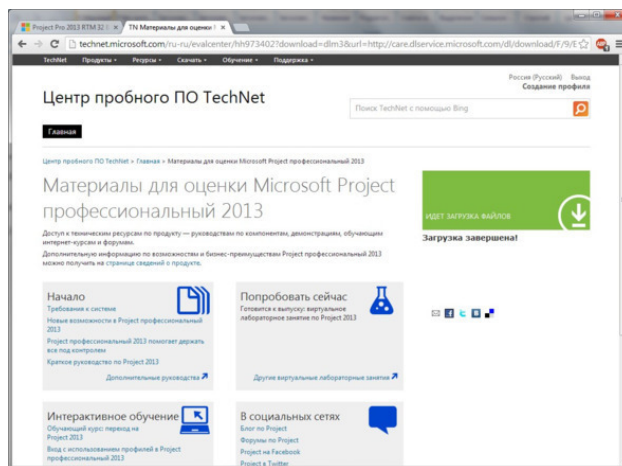 Project Pro 2013 RTM 32
TN Материалы для оценки
technet.microsoft.com/ru-ru/evalcenter/hh973402?download=dlm3&url=http://care.dlservice.microsoft.com/dl/download/F/9/E
TechNet Продукты Ресурсы Скачать Обучение Поддержка
Россия (Русский) Выход
Создание профиля
Центр пробного ПО TechNet
Поиск TechNet с помощью Bing
Главная
Центр пробного ПО TechNet > Главная > Материалы для оценки Microsoft Project профессиональный 2013
Материалы для оценки Microsoft Project
профессиональный 2013
ИДЕТ ЗАГРУЗКА ФАЙЛОВ
Загрузка завершена!
Доступ к техническим ресурсам по продукту — руководствам по компонентам, демонстрациям, обучающим
интернет-курсам и форумам.
Дополнительную информацию по возможностям и бизнес-преимуществам Project профессиональный 2013
можно получить на странице сведений о продукте.
Начало
Требования к системе
Новые возможности в Project профессиональный
2013
Project профессиональный 2013 помогает держать
все под контролем
Краткое руководство по Project 2013
Дополнительные руководства
Попробовать сейчас
Готовится к выпуску: виртуальное
лабораторное занятие по Project 2013
Другие виртуальные лабораторные занятия
Интерактивное обучение
Обучающий курс: переход на
Project 2013
Вход с использованием профилей в Project
профессиональный 2013
В социальных сетях
Блог по Project
Форумы по Project
Project на Facebook
Project в Twitter